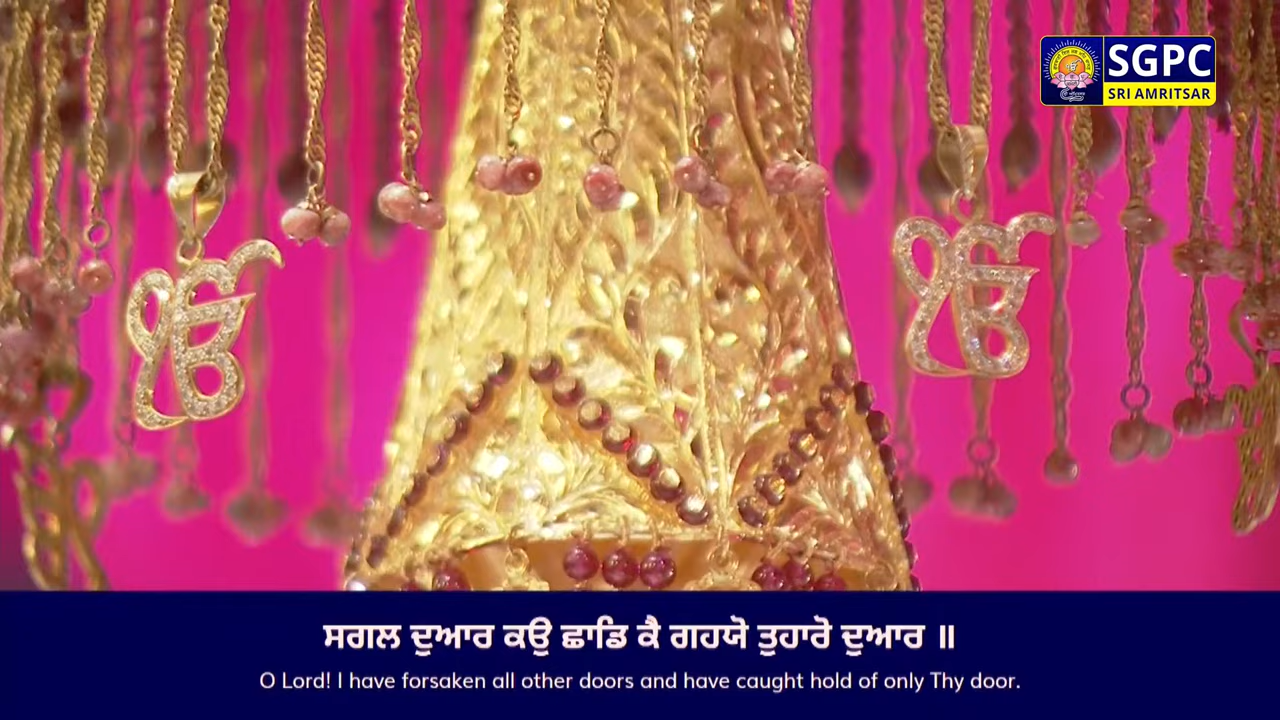 SGPC
SRI AMRITSAR
ਸਗਲ ਦੁਆਰ ਕਉ ਛਾਡਿ ਕੈ ਗਹਯੋ ਤੁਹਾਰੋ ਦੁਆਰ ॥
O Lord! I have forsaken all other doors and have caught hold of only Thy door.